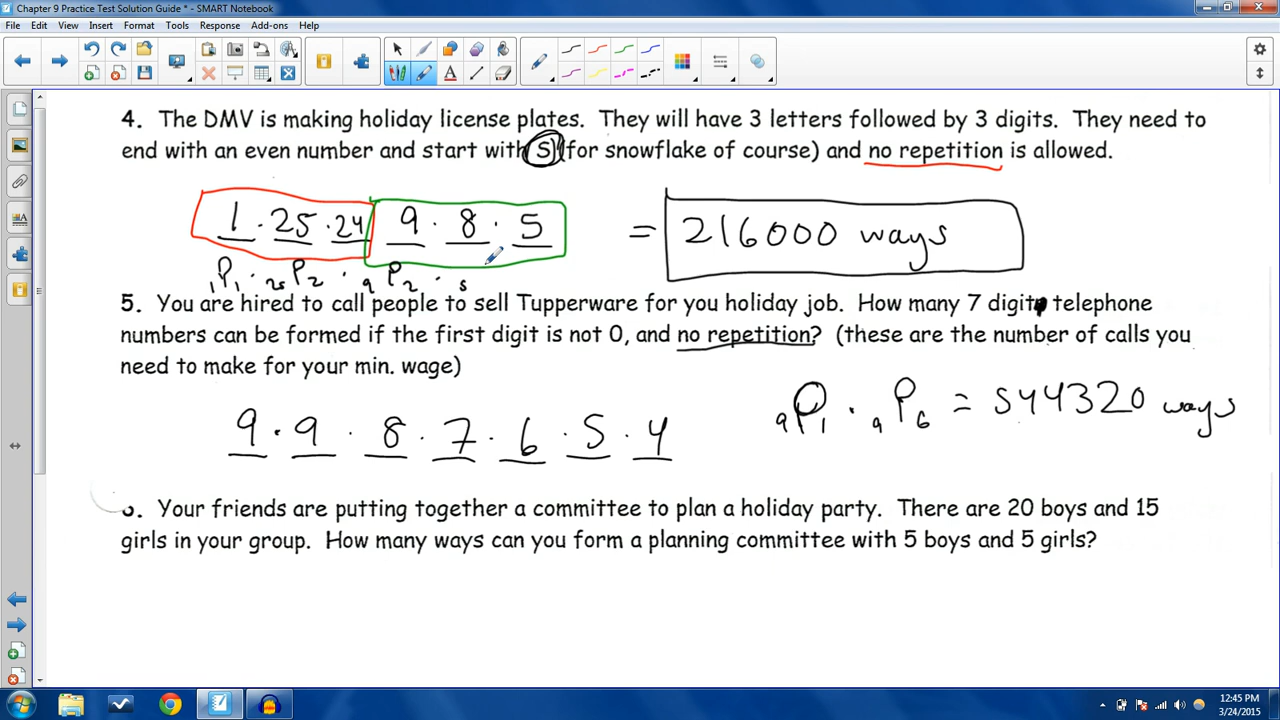 Chapter 9 Practice Test Solution Guide * - SMART Notebook
File Edit View Insert Format Tools Response Add-ons Help
4. The DMV is making holiday license plates. They will have 3 letters followed by 3 digits. They need to
end with an even number and start with S (for snowflake of course) and no repetition is allowed.
1 · 25 · 24 9 · 8 · 5 = 216000 ways
1P1 · 25P2 · 9P2 · 5
5. You are hired to call people to sell Tupperware for you holiday job. How many 7 digit telephone
numbers can be formed if the first digit is not 0, and no repetition? (these are the number of calls you
need to make for your min. wage)
9P1 · 9P6 = 544320 ways
9 · 9 · 8 · 7 · 6 · 5 · 4
6. Your friends are putting together a committee to plan a holiday party. There are 20 boys and 15
girls in your group. How many ways can you form a planning committee with 5 boys and 5 girls?
12:45 PM
3/24/2015